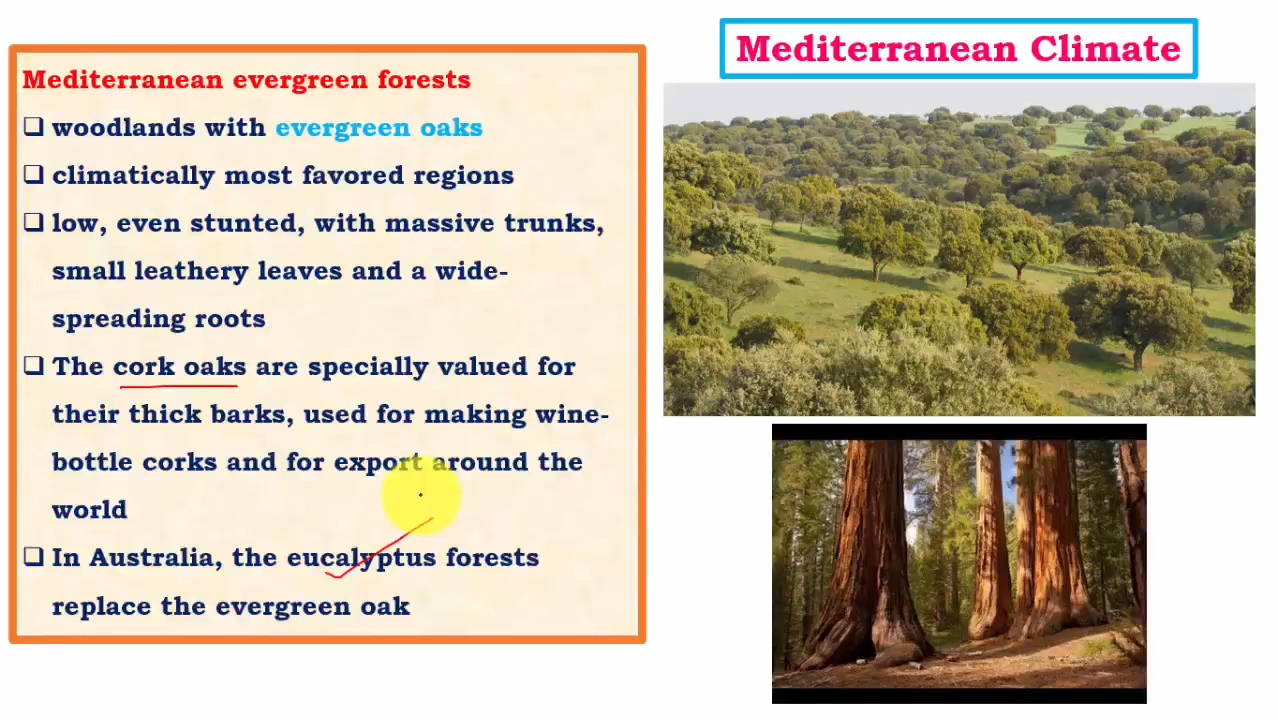 Mediterranean Climate
Mediterranean evergreen forests
❑ woodlands with evergreen oaks
❑ climatically most favored regions
❑ low, even stunted, with massive trunks,
small leathery leaves and a wide-
spreading roots
❑ The cork oaks are specially valued for
their thick barks, used for making wine-
bottle corks and for export around the
world
❑ In Australia, the eucalyptus forests
replace the evergreen oak